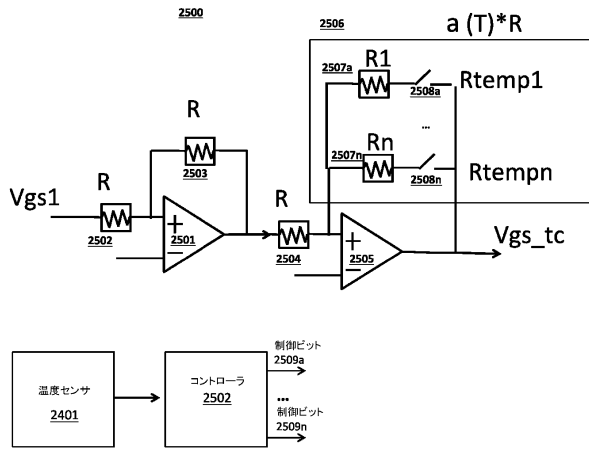 2500
2506
a (T)*R
2507a
R1
2508a
Rtemp1
...
R
2503
2507n
Rn
2508n
Rtempn
Vgs1
R
2502
+
2501
−
R
2504
+
2505
−
Vgs_tc
温度センサ
2401
コントローラ
2502
制御ビット
2509a
...
制御ビット
2509n